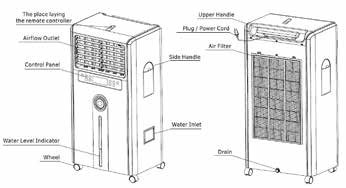 The place laying
the remote controller
Airflow Outlet
Control Panel
Side Handle
Water Inlet
Water Level Indicator
Wheel
Upper Handle
Plug / Power Cord
Air Filter
Drain